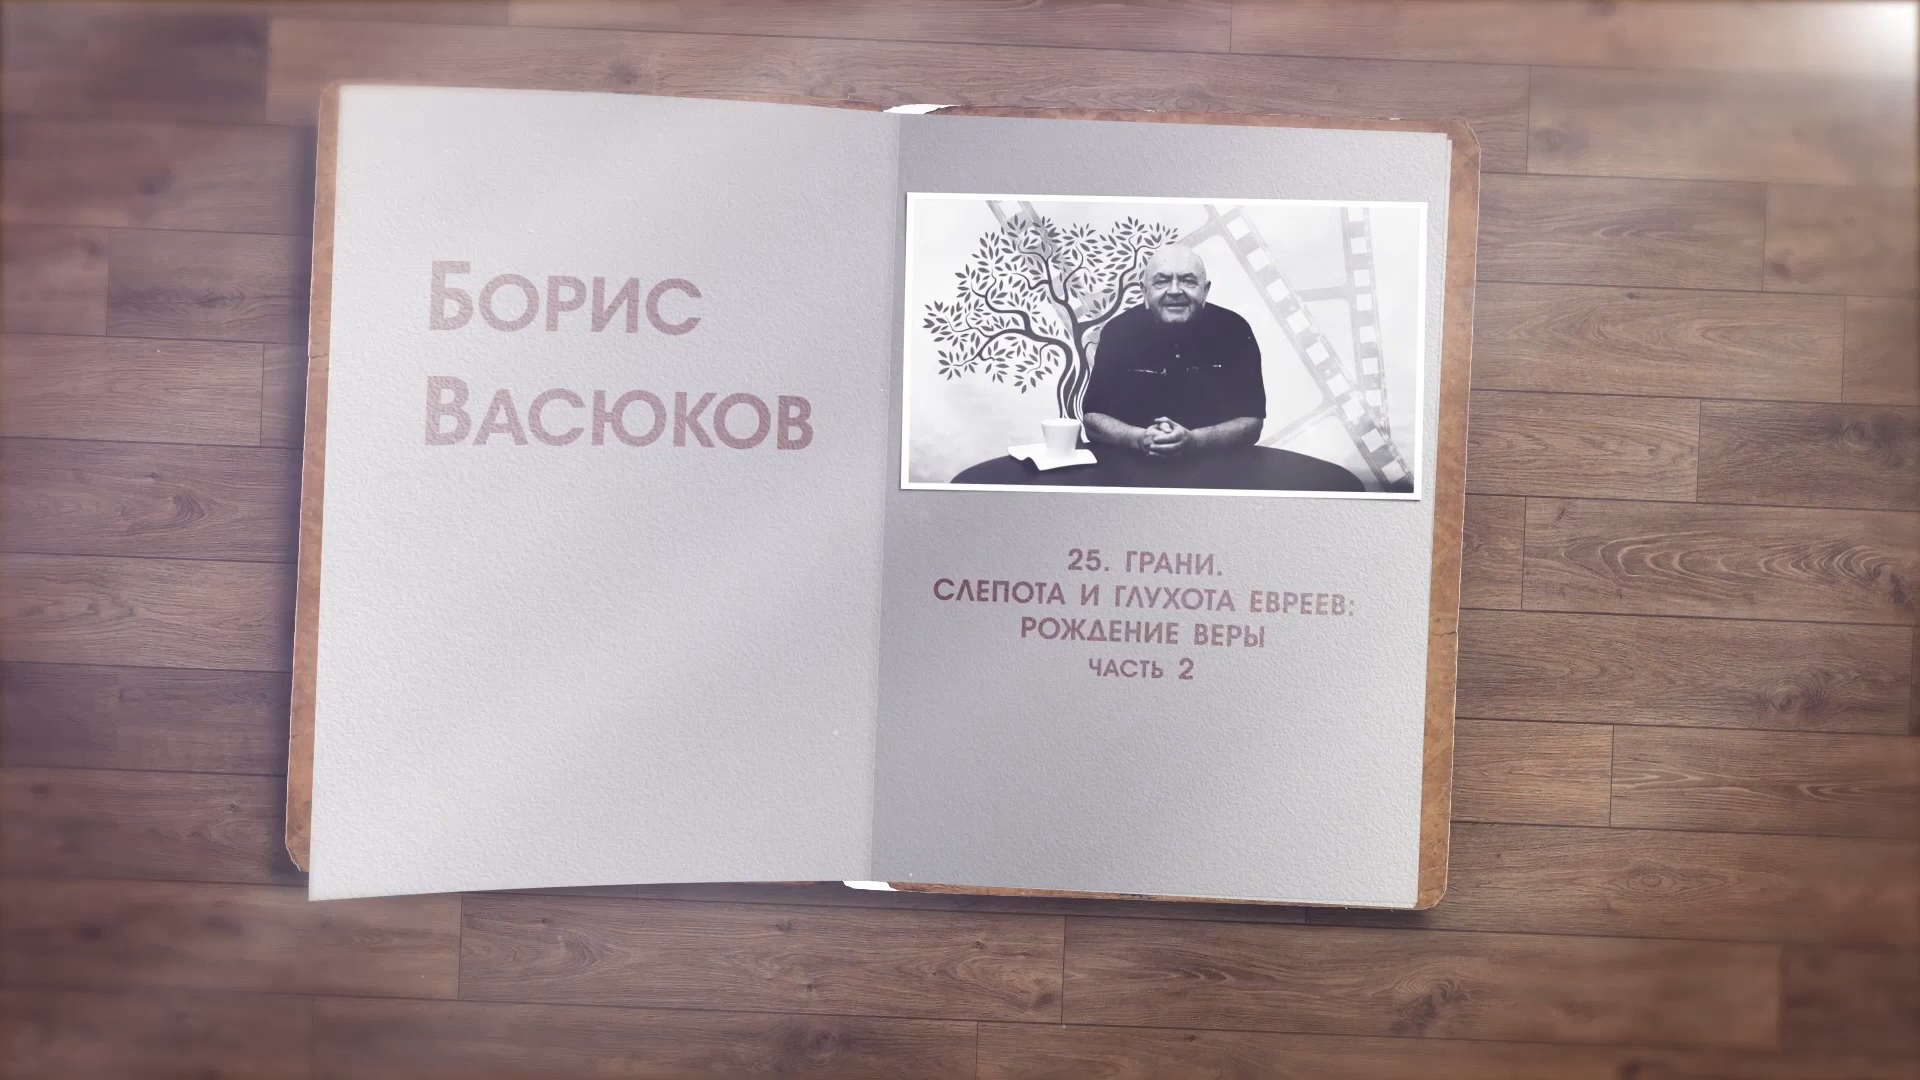 Борис
Васюков
25. ГРАНИ.
СЛЕПОТА И ГЛУХОТА ЕВРЕЕВ:
РОЖДЕНИЕ ВЕРЫ
ЧАСТЬ 2